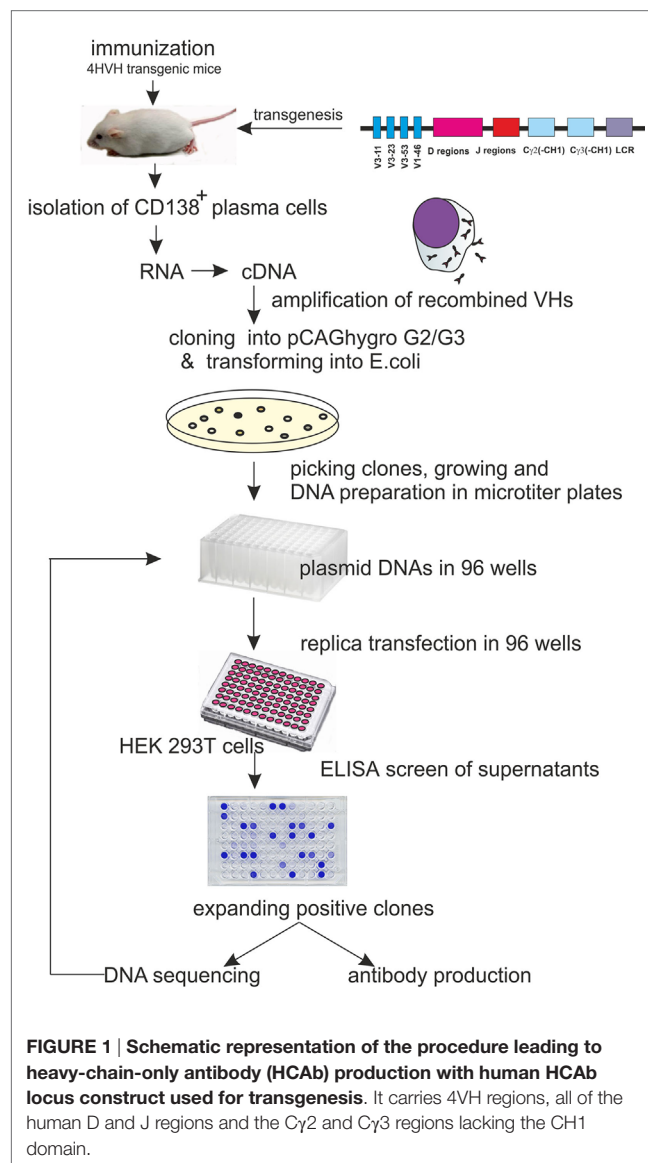 immunization
4HVH transgenic mice
transgenesis
V3-11
V3-23
V3-53
V1-46
D regions
J regions
Cγ2(-CH1)
Cγ3(-CH1)
LCR
isolation of CD138+ plasma cells
RNA
cDNA
amplification of recombined VHs
cloning into pCAGhygro G2/G3
& transforming into E.coli
picking clones, growing and
DNA preparation in microtiter plates
plasmid DNAs in 96 wells
replica transfection in 96 wells
HEK 293T cells
ELISA screen of supernatants
expanding positive clones
DNA sequencing
antibody production
FIGURE 1 | Schematic representation of the procedure leading to
heavy-chain-only antibody (HCAb) production with human HCAb
locus construct used for transgenesis. It carries 4VH regions, all of the
human D and J regions and the Cγ2 and Cγ3 regions lacking the CH1
domain.